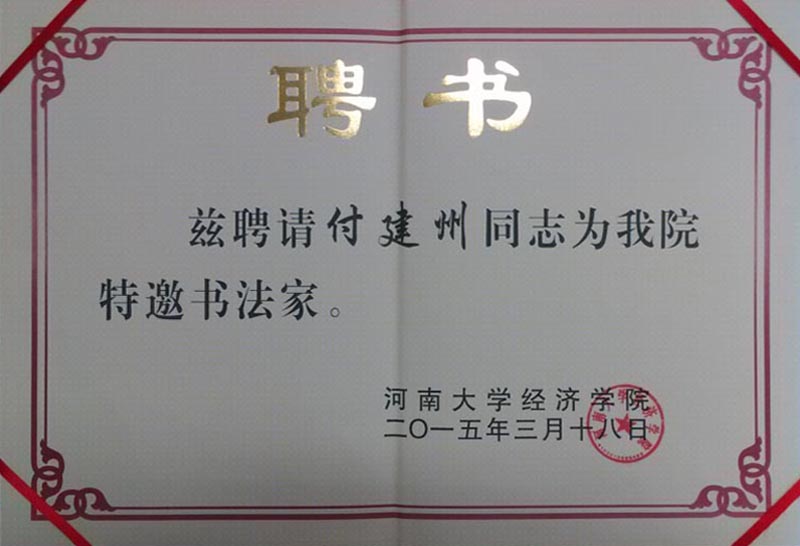 聘书
兹聘请付建州同志为我院
特邀书法家。
河南大学经济学院
二〇一五年三月十八日